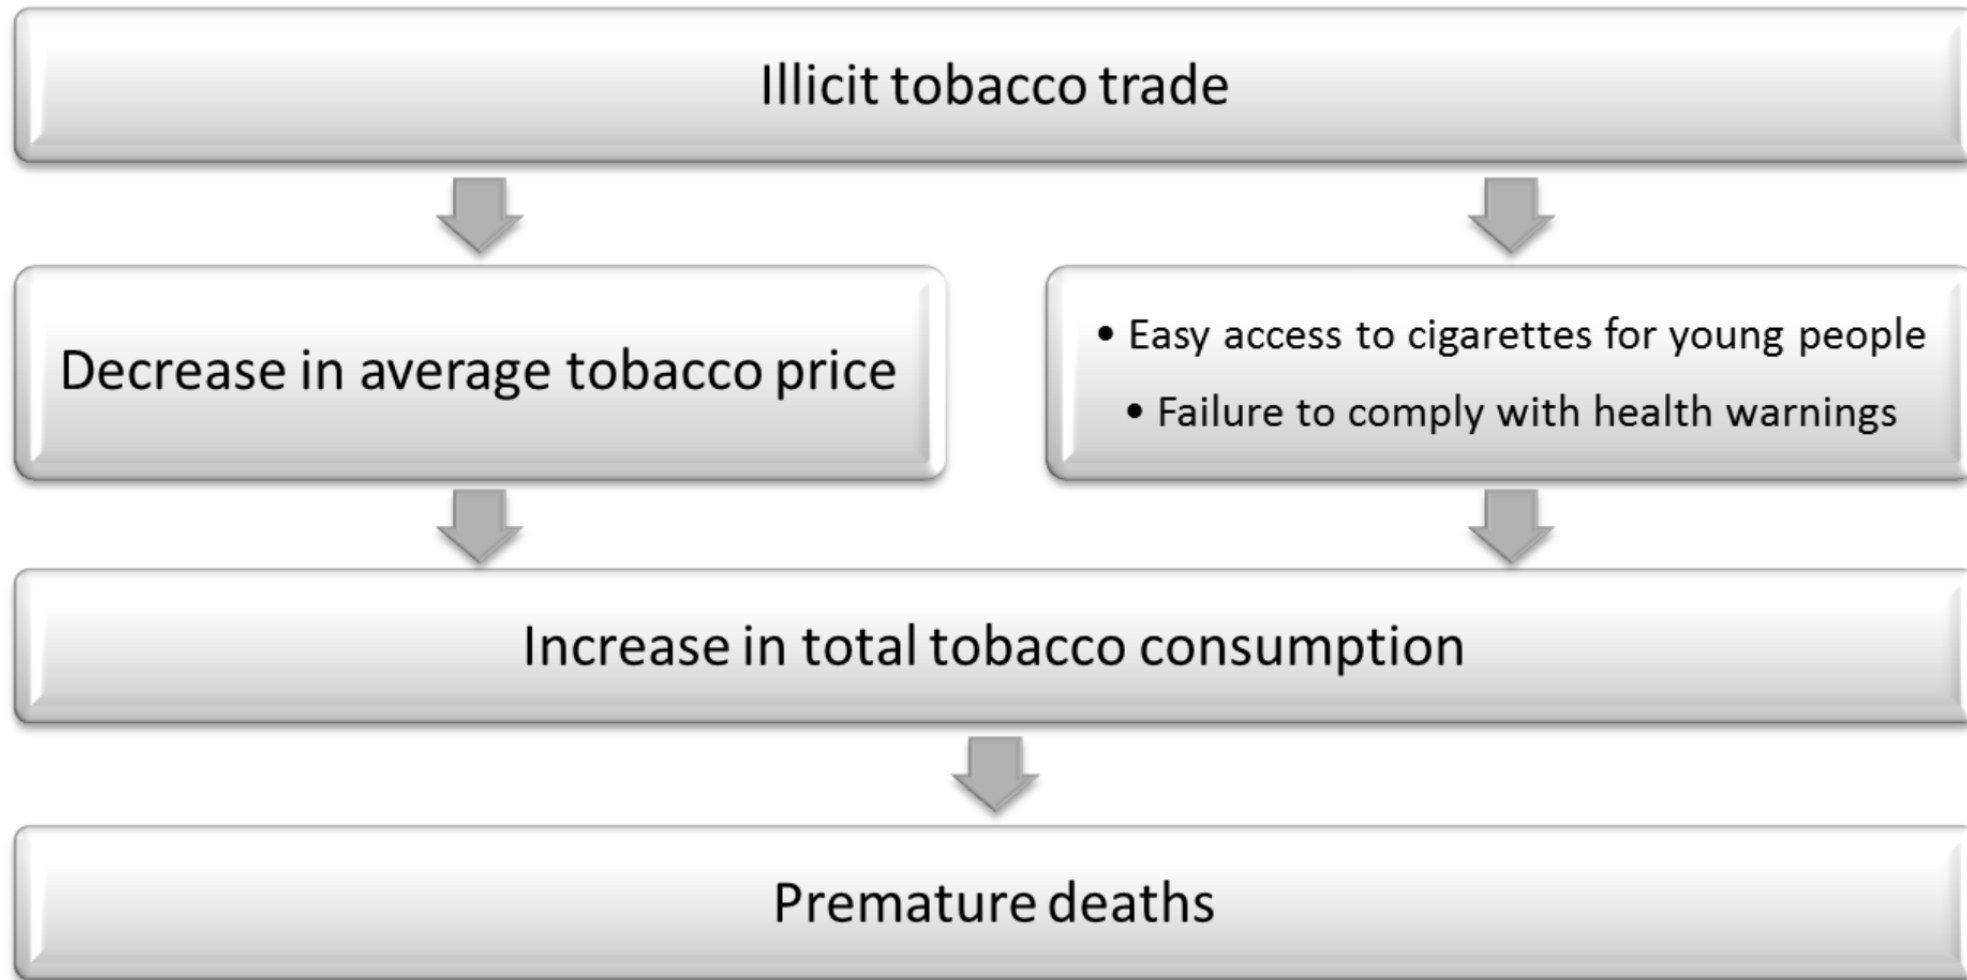 Illicit tobacco trade
Decrease in average tobacco price
• Easy access to cigarettes for young people
• Failure to comply with health warnings
Increase in total tobacco consumption
Premature deaths